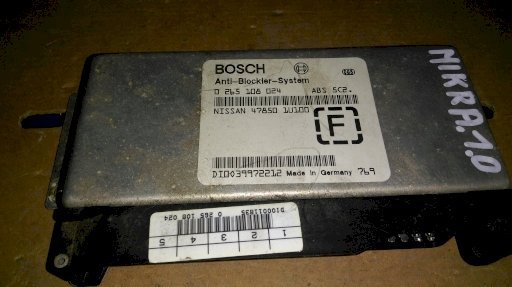 BOSCH
Anti-Blockier-System
0 265 108 024 ABS 5C2.
NISSAN 47850 1U100
F
DID039972212 Made in Germany 769
NIKRA.1.0
1 2 3 4 5
0 265 108 024